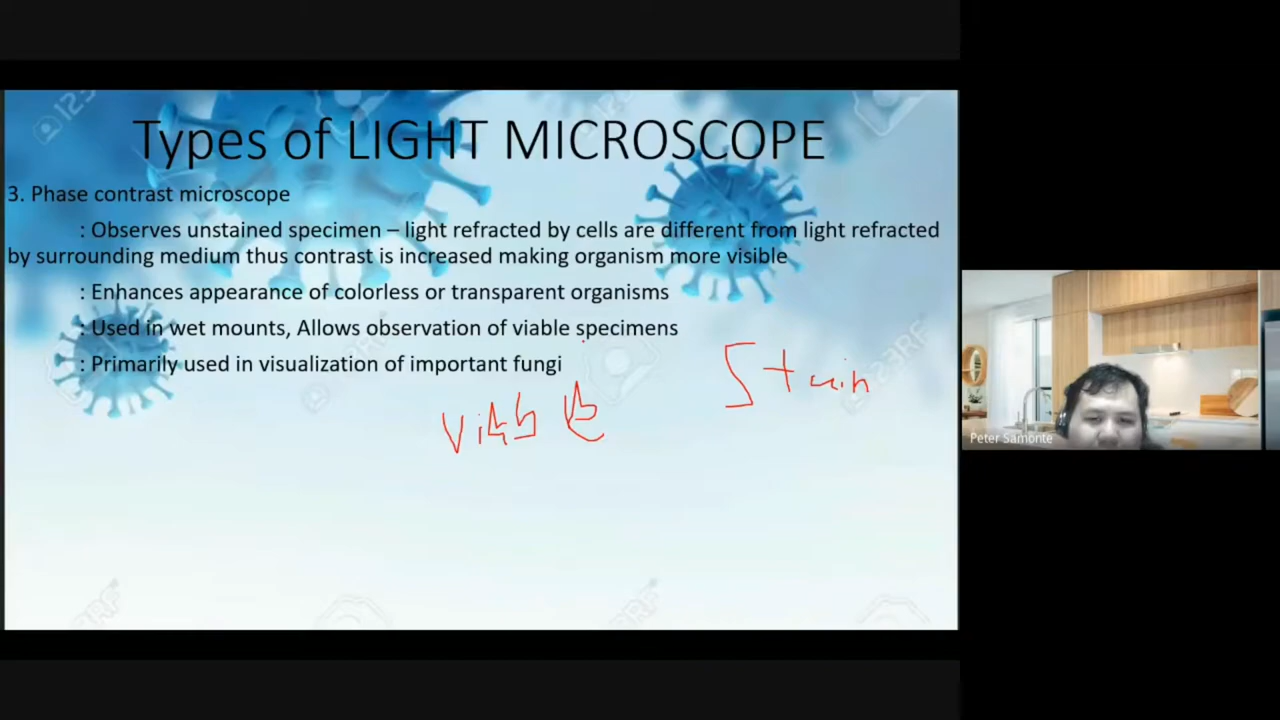 Types of LIGHT MICROSCOPE
3. Phase contrast microscope
: Observes unstained specimen – light refracted by cells are different from light refracted
by surrounding medium thus contrast is increased making organism more visible
: Enhances appearance of colorless or transparent organisms
: Used in wet mounts, Allows observation of viable specimens
: Primarily used in visualization of important fungi
Stain
Peter Samonte